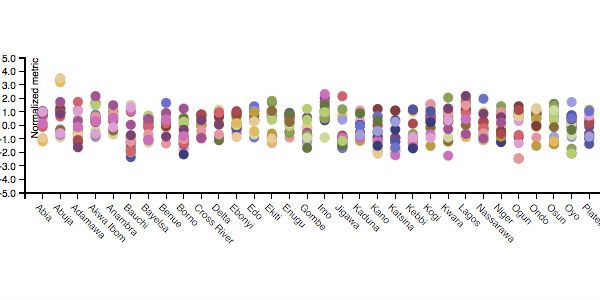 5.0
4.0
3.0
2.0
1.0
0.0
-1.0
-2.0
-3.0
-4.0
-5.0
Normalized metric
Abia
Abuja
Adamawa
Akwa Ibom
Anambra
Bauchi
Bayelsa
Benue
Borno
Cross River
Delta
Ebonyi
Edo
Ekiti
Enugu
Gombe
Imo
Jigawa
Kaduna
Kano
Katsina
Kebbi
Kogi
Kwara
Lagos
Nassarawa
Niger
Ogun
Ondo
Osun
Oyo
Platea